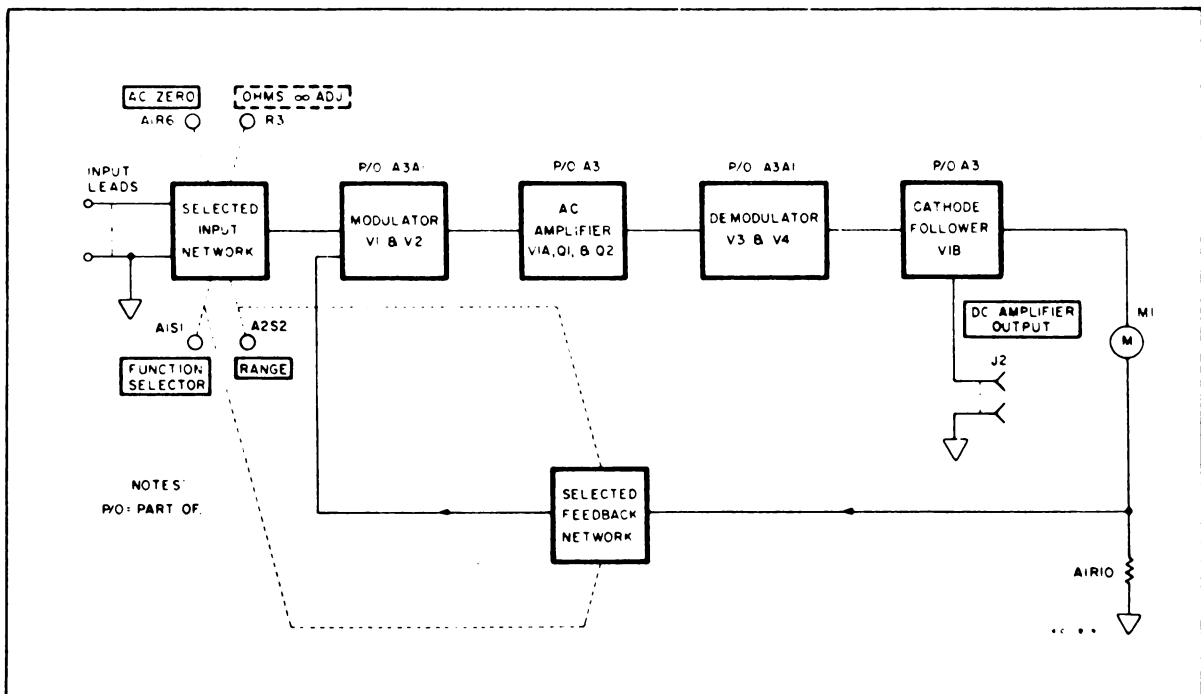 AC ZERO
A1R6
OHMS ∞ ADJ
R3
INPUT
LEADS
SELECTED
INPUT
NETWORK
P/O A3A1
MODULATOR
V1 & V2
P/O A3
AC
AMPLIFIER
V1A, Q1, & Q2
P/O A3A1
DEMODULATOR
V3 & V4
P/O A3
CATHODE
FOLLOWER
V1B
A1S1
FUNCTION
SELECTOR
A2S2
RANGE
DC AMPLIFIER
OUTPUT
J2
M1
M
NOTES:
P/O = PART OF.
SELECTED
FEEDBACK
NETWORK
A1R10